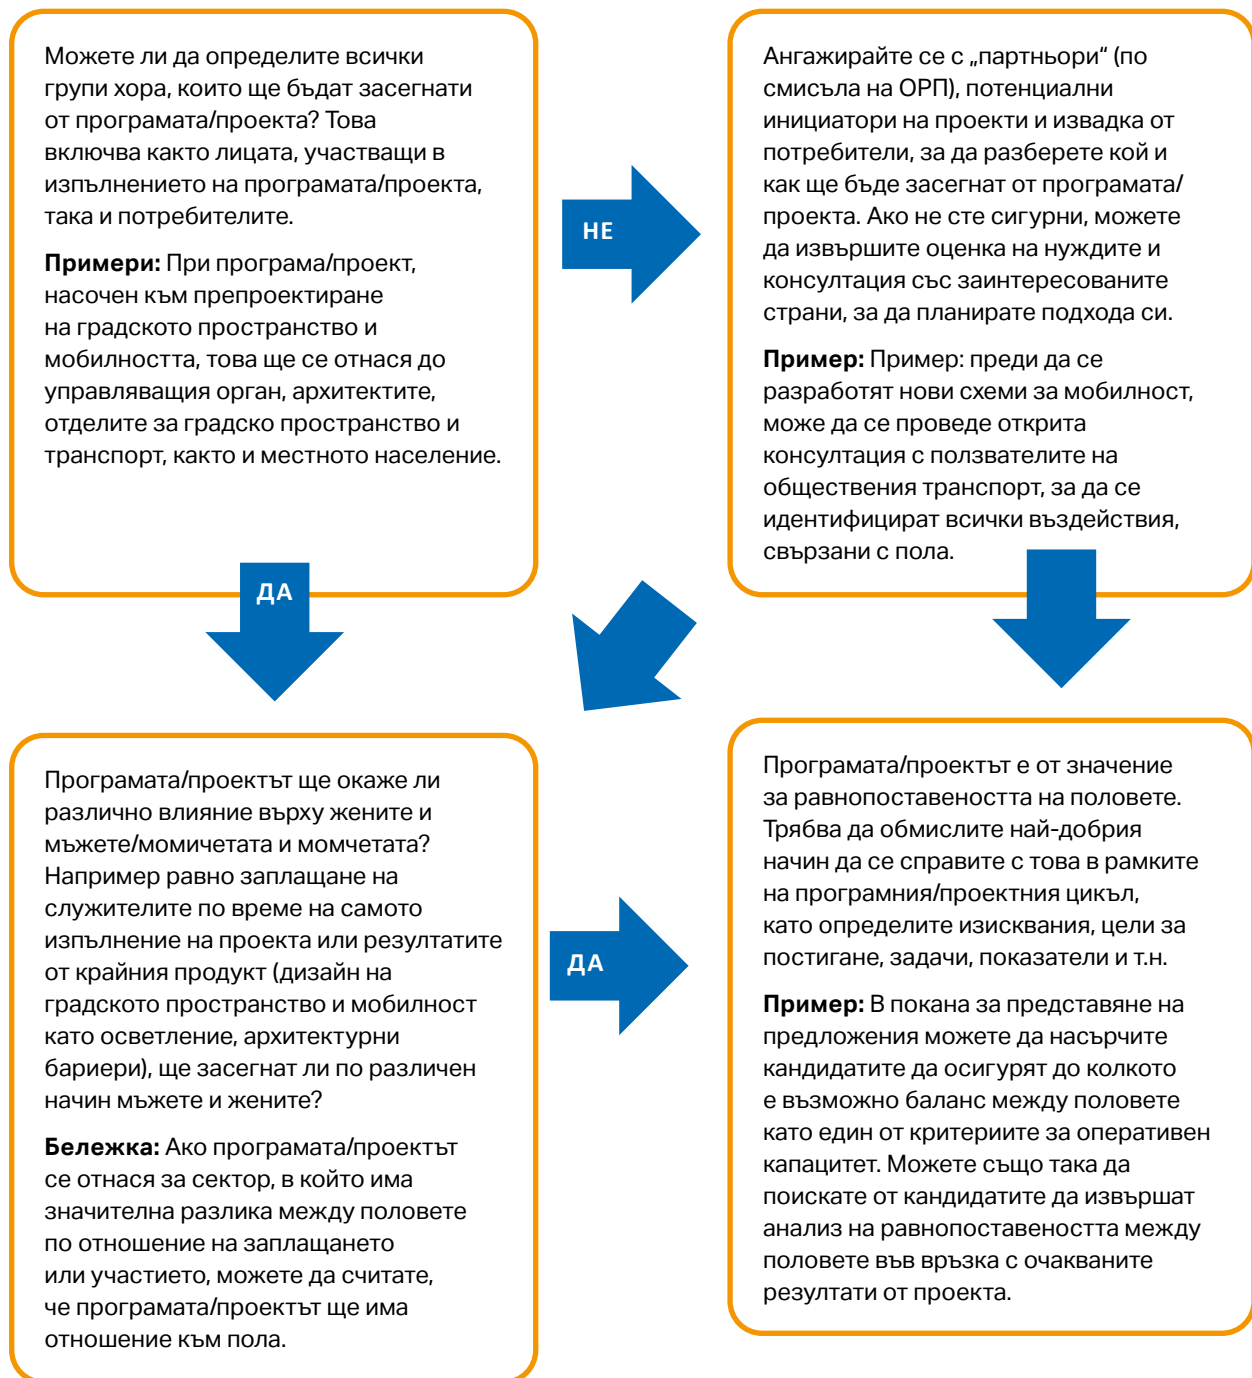 Можете ли да определите всички
групи хора, които ще бъдат засегнати
от програмата/проекта? Това
включва както лицата, участващи в
изпълнението на програмата/проекта,
така и потребителите.
Примери: При програма/проект,
насочен към препроектиране
на градското пространство и
мобилността, това ще се отнася до
управляващия орган, архитектите,
отделите за градско пространство и
транспорт, както и местното население.
НЕ
Ангажирайте се с „партньори“ (по
смисъла на ОРП), потенциални
инициатори на проекти и извадка от
потребители, за да разберете кой и
как ще бъде засегнат от програмата/
проекта. Ако не сте сигурни, можете
да извършите оценка на нуждите и
консултация със заинтересованите
страни, за да планирате подхода си.
Пример: Пример: преди да се
разработят нови схеми за мобилност,
може да се проведе открита
консултация с ползвателите на
обществения транспорт, за да се
идентифицират всички въздействия,
свързани с пола.
ДА
Програмата/проектът ще окаже ли
различно влияние върху жените и
мъжете/момичетата и момчетата?
Например равно заплащане на
служителите по време на самото
изпълнение на проекта или резултатите
от крайния продукт (дизайн на
градското пространство и мобилност
като осветление, архитектурни
бариери), ще засегнат ли по различен
начин мъжете и жените?
Бележка: Ако програмата/проектът
се отнася за сектор, в който има
значителна разлика между половете
по отношение на заплащането
или участието, можете да считате,
че програмата/проектът ще има
отношение към пола.
ДА
Програмата/проектът е от значение
за равнопоставеността на половете.
Трябва да обмислите най-добрия
начин да се справите с това в рамките
на програмния/проектния цикъл,
като определите изисквания, цели за
постигане, задачи, показатели и т.н.
Пример: В покана за представяне на
предложения можете да насърчите
кандидатите да осигурят до колкото
е възможно баланс между половете
като един от критериите за оперативен
капацитет. Можете също така да
поискате от кандидатите да извършат
анализ на равнопоставеността между
половете във връзка с очакваните
резултати от проекта.